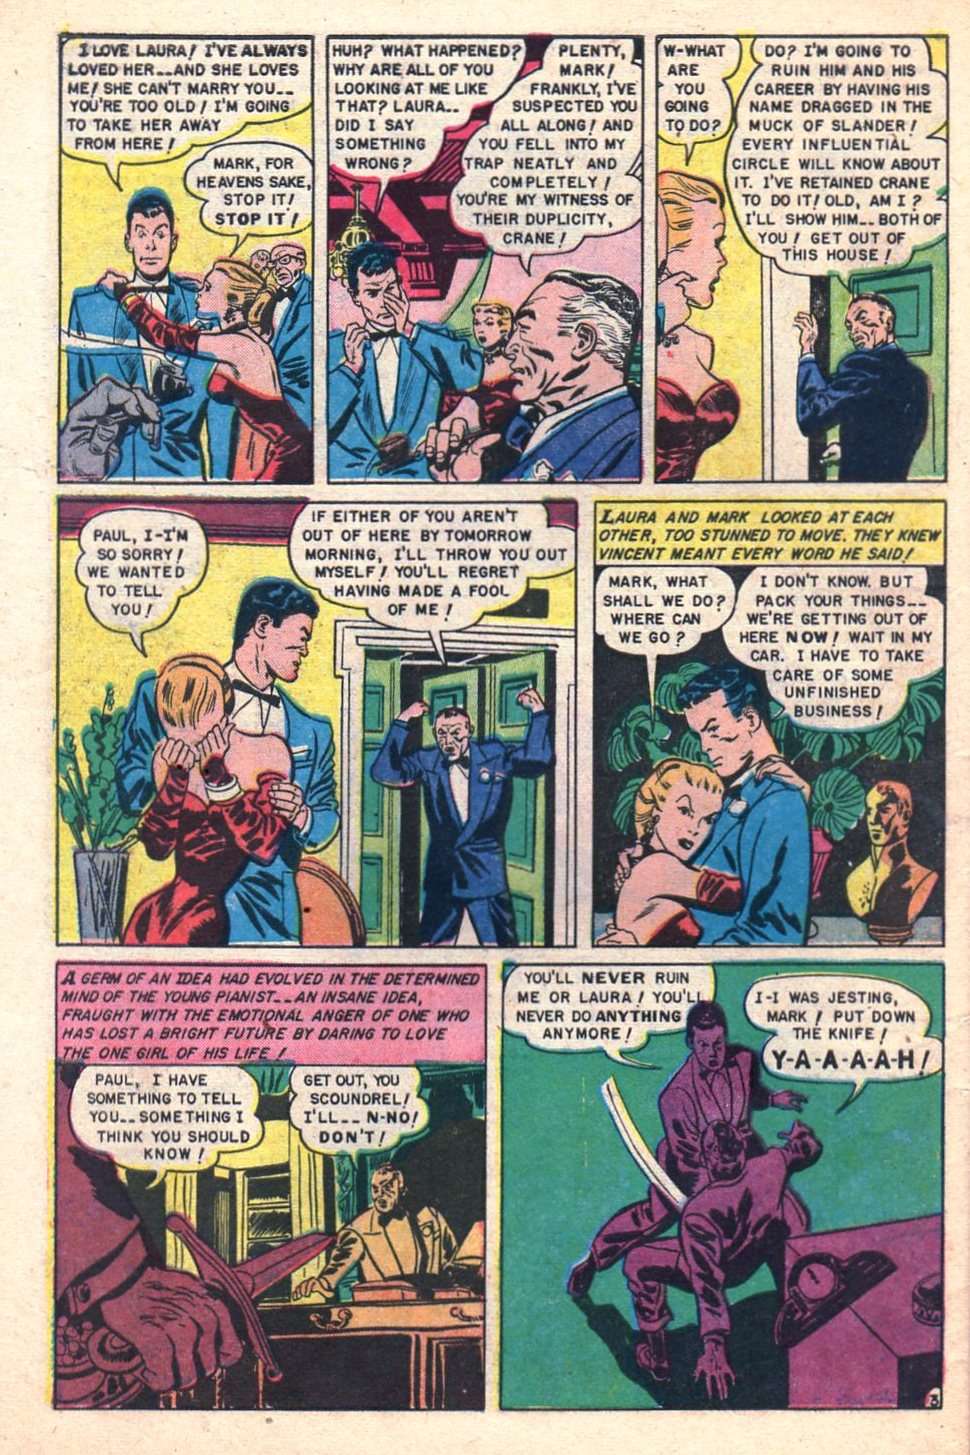 I LOVE LAURA! I'VE ALWAYS
LOVED HER__AND SHE LOVES
ME! SHE CAN'T MARRY YOU__
YOU'RE TOO OLD! I'M GOING
TO TAKE HER AWAY
FROM HERE!
MARK, FOR
HEAVENS SAKE,
STOP IT!
STOP IT!
HUH? WHAT HAPPENED?
WHY ARE ALL OF YOU
LOOKING AT ME LIKE
THAT? LAURA__
DID I SAY
SOMETHING
WRONG?
PLENTY,
MARK!
FRANKLY, I'VE
SUSPECTED YOU
ALL ALONG! AND
YOU FELL INTO MY
TRAP NEATLY AND
COMPLETELY!
YOU'RE MY WITNESS OF
THEIR DUPLICITY,
CRANE!
W-WHAT
ARE
YOU
GOING
TO DO?
DO? I'M GOING TO
RUIN HIM AND HIS
CAREER BY HAVING HIS
NAME DRAGGED IN THE
MUCK OF SLANDER!
EVERY INFLUENTIAL
CIRCLE WILL KNOW ABOUT
IT. I'VE RETAINED CRANE
TO DO IT! OLD, AM I?
I'LL SHOW HIM__BOTH OF
YOU! GET OUT OF
THIS HOUSE!
PAUL, I-I'M
SO SORRY!
WE WANTED
TO TELL
YOU!
IF EITHER OF YOU AREN'T
OUT OF HERE BY TOMORROW
MORNING, I'LL THROW YOU OUT
MYSELF! YOU'LL REGRET
HAVING MADE A FOOL
OF ME!
LAURA AND MARK LOOKED AT EACH
OTHER, TOO STUNNED TO MOVE. THEY KNEW
VINCENT MEANT EVERY WORD HE SAID!
MARK, WHAT
SHALL WE DO?
WHERE CAN
WE GO?
I DON'T KNOW. BUT
PACK YOUR THINGS__
WE'RE GETTING OUT OF
HERE NOW! WAIT IN MY
CAR. I HAVE TO TAKE
CARE OF SOME
UNFINISHED
BUSINESS!
A GERM OF AN IDEA HAD EVOLVED IN THE DETERMINED
MIND OF THE YOUNG PIANIST__AN INSANE IDEA,
FRAUGHT WITH THE EMOTIONAL ANGER OF ONE WHO
HAS LOST A BRIGHT FUTURE BY DARING TO LOVE
THE ONE GIRL OF HIS LIFE!
PAUL, I HAVE
SOMETHING TO TELL
YOU__SOMETHING I
THINK YOU SHOULD
KNOW!
GET OUT, YOU
SCOUNDREL!
I'LL__N-NO!
DON'T!
YOU'LL NEVER RUIN
ME OR LAURA! YOU'LL
NEVER DO ANYTHING
ANYMORE!
I-I WAS JESTING,
MARK! PUT DOWN
THE KNIFE!
Y-A-A-A-AH!
3